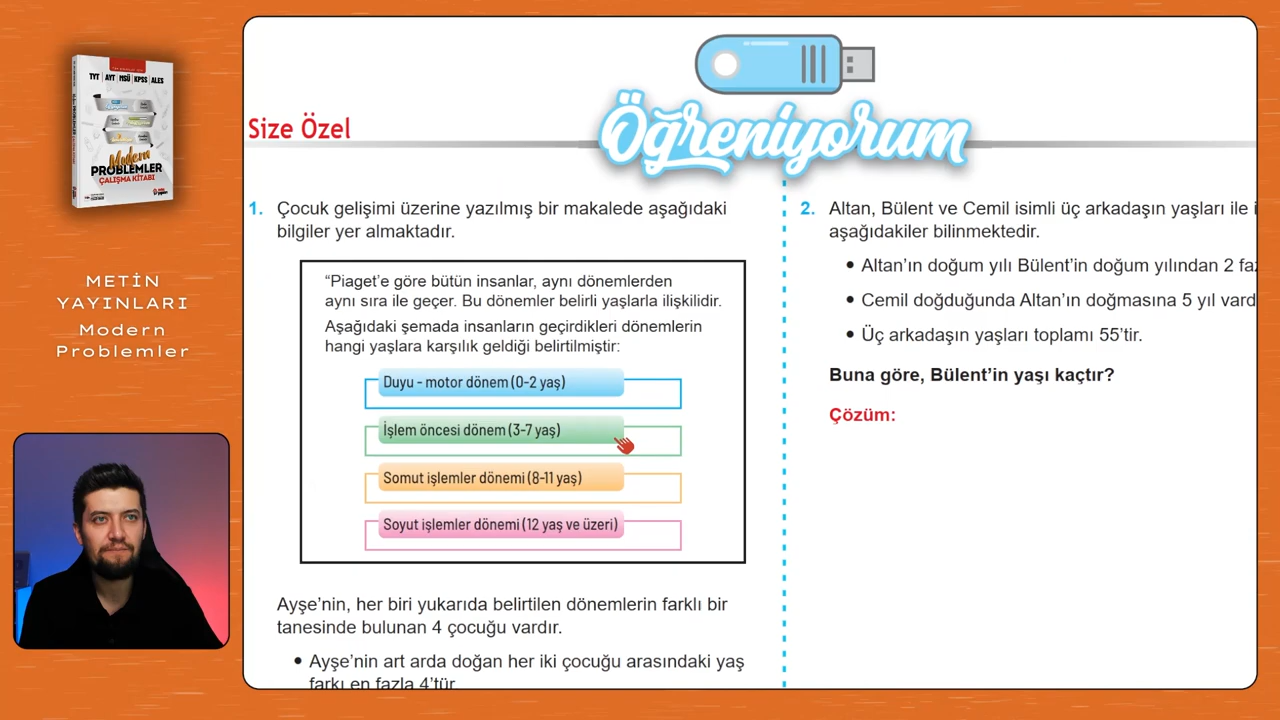 TYT AYT MSÜ KPSS ALES
Modern
PROBLEMLER
ÇALIŞMA KİTABI
METİN
YAYINLARI
Modern
Problemler
Öğreniyorum
Size Özel
1. Çocuk gelişimi üzerine yazılmış bir makalede aşağıdaki
bilgiler yer almaktadır.
“Piaget’e göre bütün insanlar, aynı dönemlerden
aynı sıra ile geçer. Bu dönemler belirli yaşlarla ilişkilidir.
Aşağıdaki şemada insanların geçirdikleri dönemlerin
hangi yaşlara karşılık geldiği belirtilmiştir:
Duyu - motor dönem (0-2 yaş)
İşlem öncesi dönem (3-7 yaş)
Somut işlemler dönemi (8-11 yaş)
Soyut işlemler dönemi (12 yaş ve üzeri)
Ayşe’nin, her biri yukarıda belirtilen dönemlerin farklı bir
tanesinde bulunan 4 çocuğu vardır.
• Ayşe’nin art arda doğan her iki çocuğu arasındaki yaş
farkı en fazla 4’tür.
2. Altan, Bülent ve Cemil isimli üç arkadaşın yaşları ile
aşağıdakiler bilinmektedir.
• Altan’ın doğum yılı Bülent’in doğum yılından 2
• Cemil doğduğunda Altan’ın doğmasına 5 yıl
• Üç arkadaşın yaşları toplamı 55’tir.
Buna göre, Bülent’in yaşı kaçtır?
Çözüm: